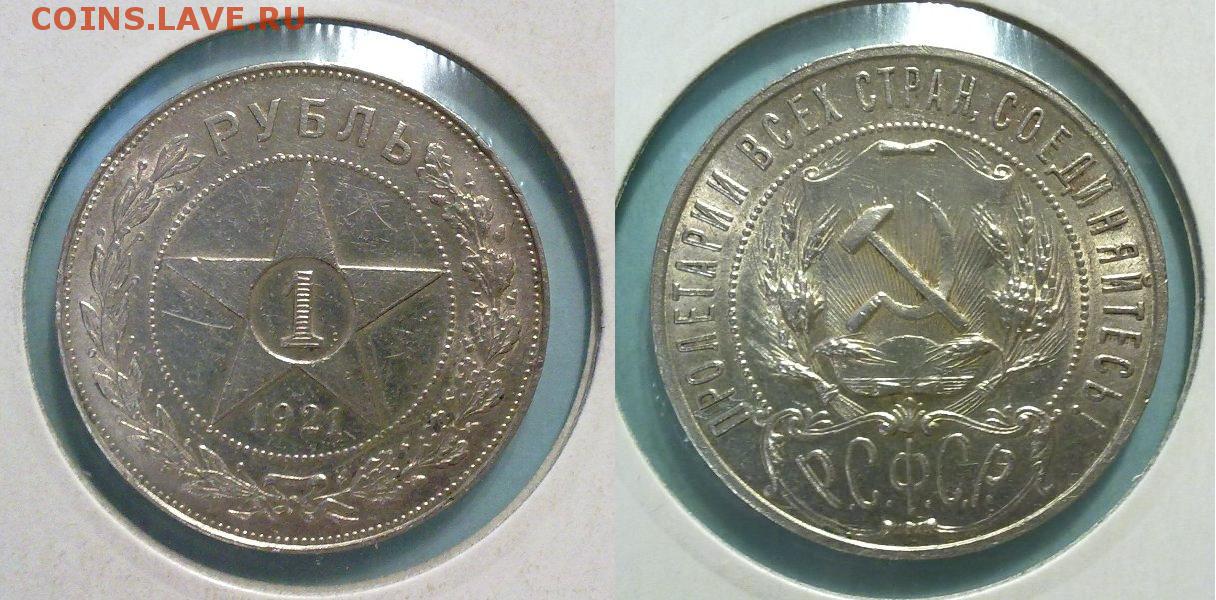 COINS.LAVE.RU
РУБЛЬ
1
1921
ПРОЛЕТАРИИ ВСЕХ СТРАН, СОЕДИНЯЙТЕСЬ!
Р.С.Ф.С.Р.